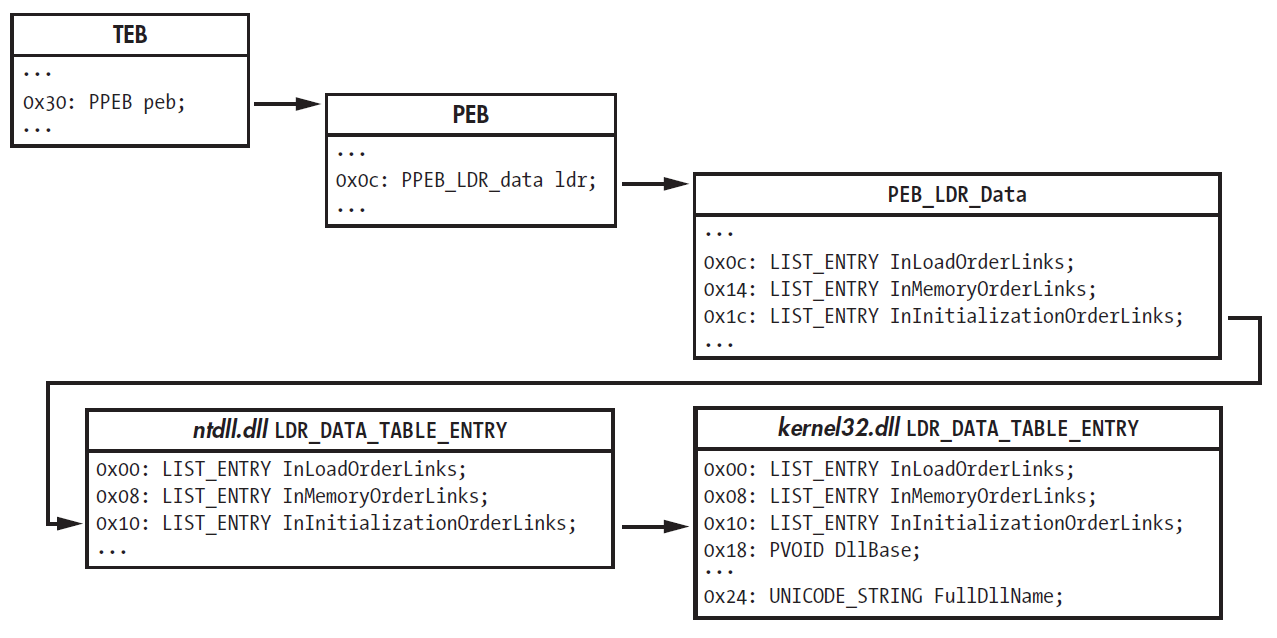 TEB
...
0x30: PPEB peb;
...
PEB
...
0x0c: PPEB_LDR_data ldr;
...
PEB_LDR_Data
...
0x0c: LIST_ENTRY InLoadOrderLinks;
0x14: LIST_ENTRY InMemoryOrderLinks;
0x1c: LIST_ENTRY InInitializationOrderLinks;
...
ntdll.dll LDR_DATA_TABLE_ENTRY
0x00: LIST_ENTRY InLoadOrderLinks;
0x08: LIST_ENTRY InMemoryOrderLinks;
0x10: LIST_ENTRY InInitializationOrderLinks;
...
kernel32.dll LDR_DATA_TABLE_ENTRY
0x00: LIST_ENTRY InLoadOrderLinks;
0x08: LIST_ENTRY InMemoryOrderLinks;
0x10: LIST_ENTRY InInitializationOrderLinks;
0x18: PVOID DllBase;
...
0x24: UNICODE_STRING FullDllName;